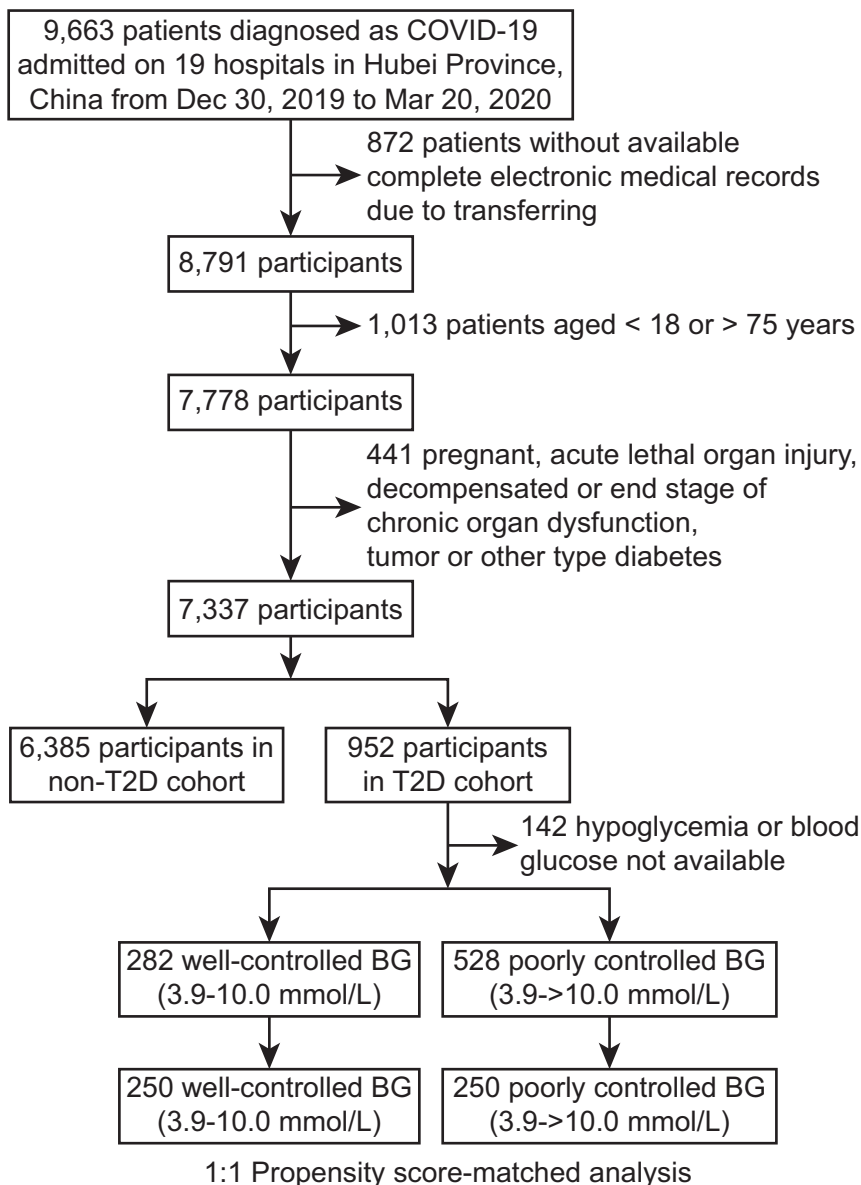 9,663 patients diagnosed as COVID-19
admitted on 19 hospitals in Hubei Province,
China from Dec 30, 2019 to Mar 20, 2020
872 patients without available
complete electronic medical records
due to transferring
8,791 participants
1,013 patients aged < 18 or > 75 years
7,778 participants
441 pregnant, acute lethal organ injury,
decompensated or end stage of
chronic organ dysfunction,
tumor or other type diabetes
7,337 participants
6,385 participants in
non-T2D cohort
952 participants
in T2D cohort
142 hypoglycemia or blood
glucose not available
282 well-controlled BG
(3.9-10.0 mmol/L)
528 poorly controlled BG
(3.9->10.0 mmol/L)
250 well-controlled BG
(3.9-10.0 mmol/L)
250 poorly controlled BG
(3.9->10.0 mmol/L)
1:1 Propensity score-matched analysis